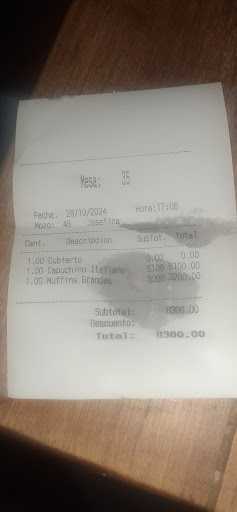 Mesa: 35
Fecha: 29/10/2024 Hora:17:06
Mozo: 49 Josefina
Cant. Descripcion SubTot. Total
1.00 Cubierto 0.00 0.00
1.00 Capuchino Italiano 5100 5100.00
1.00 Muffins Grandes 3200 3200.00
Subtotal: 8300.00
Descuento:
Total: 8300.00